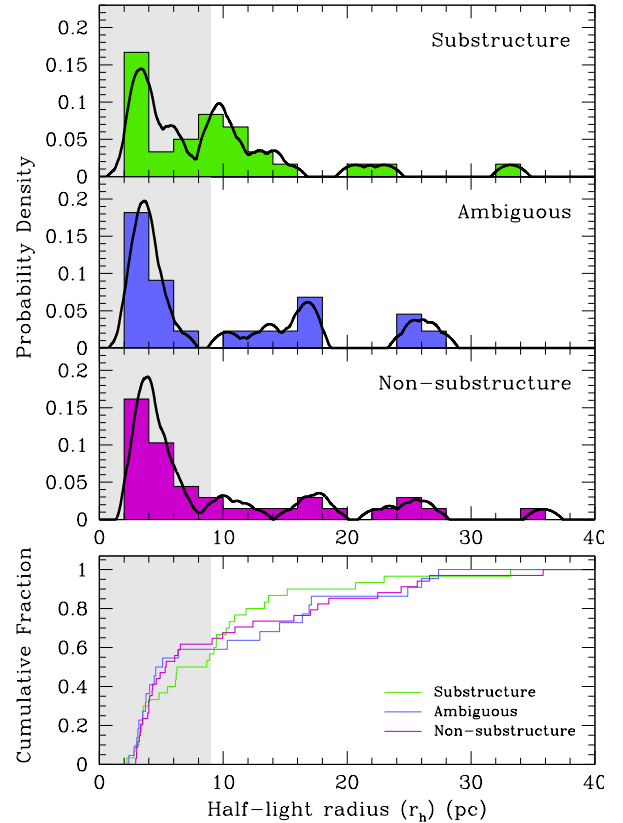 0.2
0.15
0.1
0.05
0
Substructure
0.2
0.15
0.1
0.05
0
Ambiguous
Probability Density
0.2
0.15
0.1
0.05
0
Non-substructure
0 10 20 30 40
1
0.8
0.6
0.4
0.2
0
Cumulative Fraction
Substructure
Ambiguous
Non-substructure
0 10 20 30 40
Half-light radius (r_h) (pc)